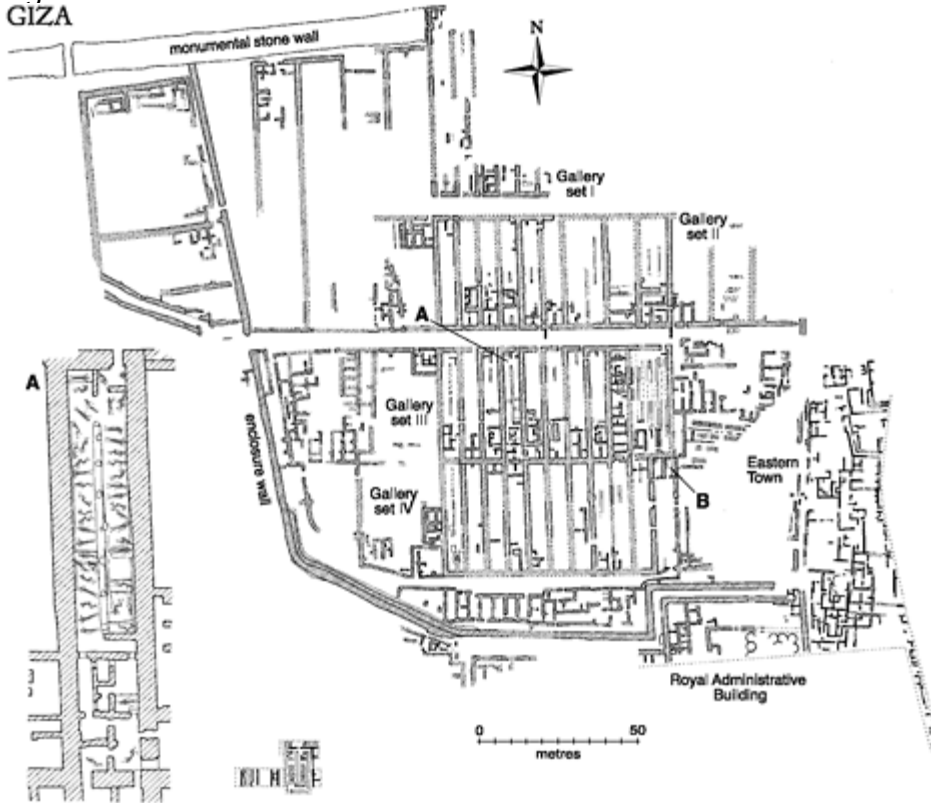 GIZA
monumental stone wall
N
Gallery
set I
Gallery
set II
A
A
Gallery
set III
enclosure wall
Eastern
Town
Gallery
set IV
B
Royal Administrative
Building
0 50
metres